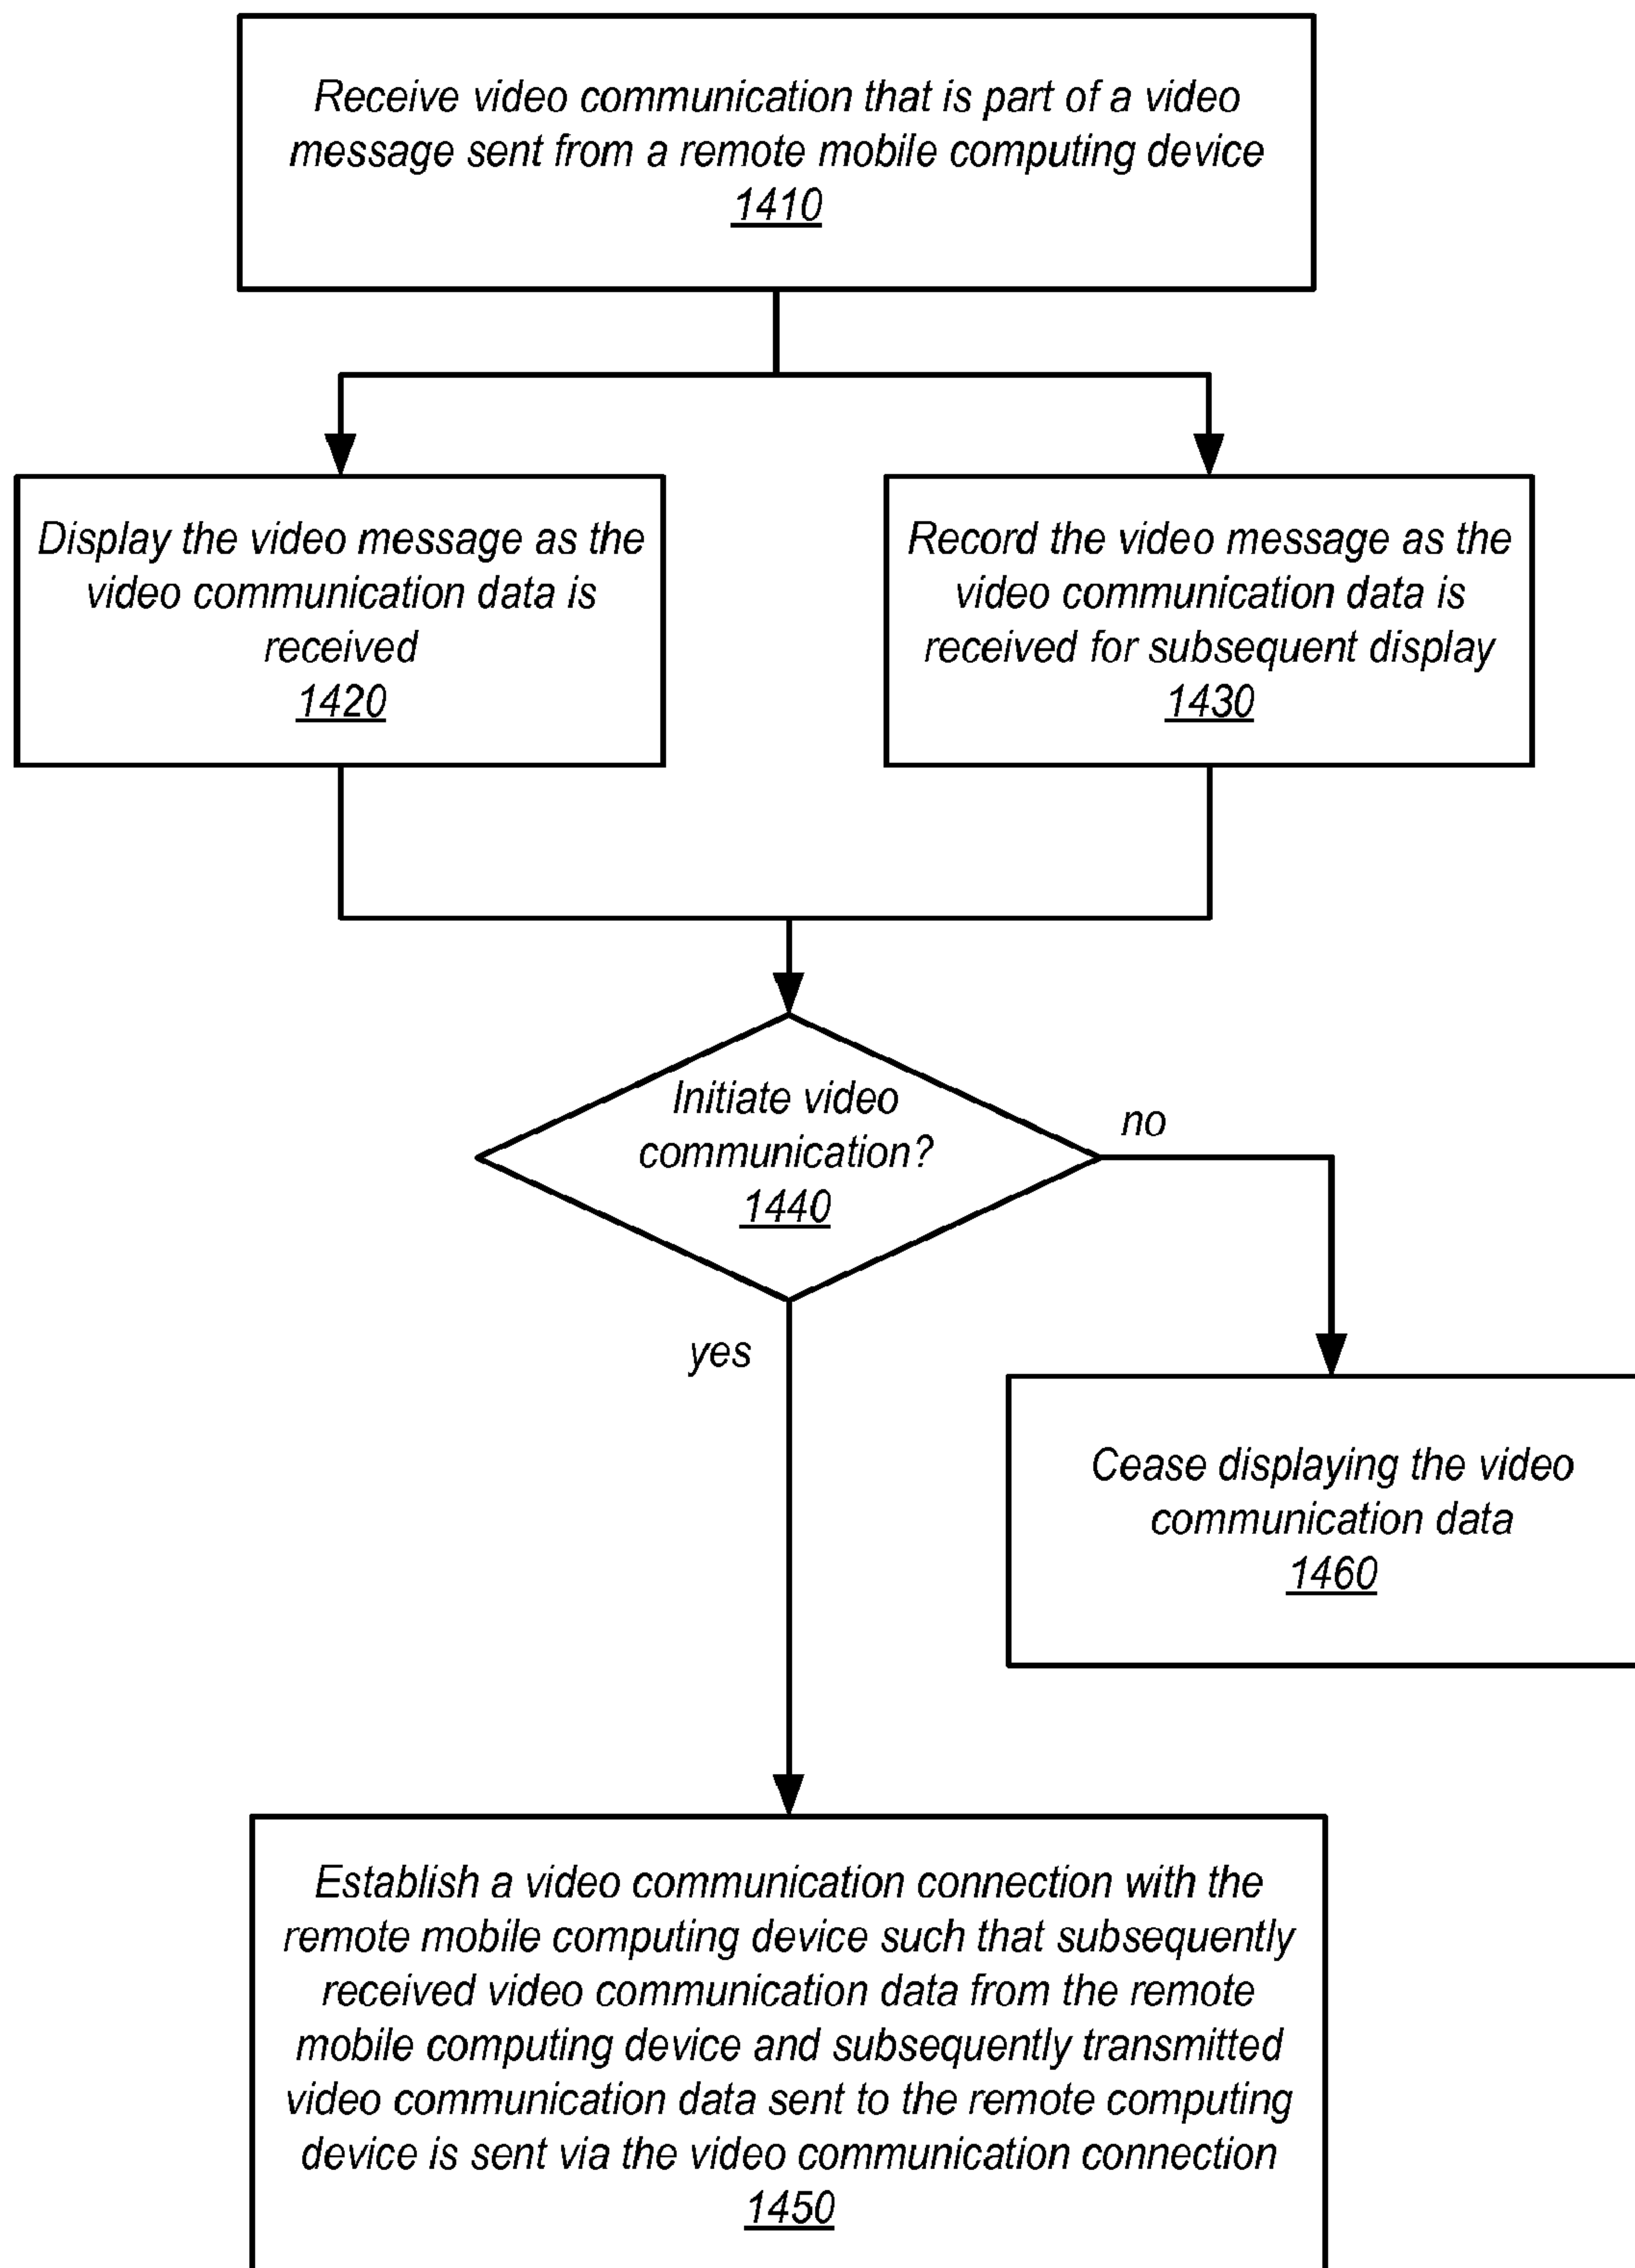 Receive video communication that is part of a video
message sent from a remote mobile computing device
1410
Display the video message as the
video communication data is
received
1420
Record the video message as the
video communication data is
received for subsequent display
1430
Initiate video
communication?
1440
no
yes
Cease displaying the video
communication data
1460
Establish a video communication connection with the
remote mobile computing device such that subsequently
received video communication data from the remote
mobile computing device and subsequently transmitted
video communication data sent to the remote computing
device is sent via the video communication connection
1450